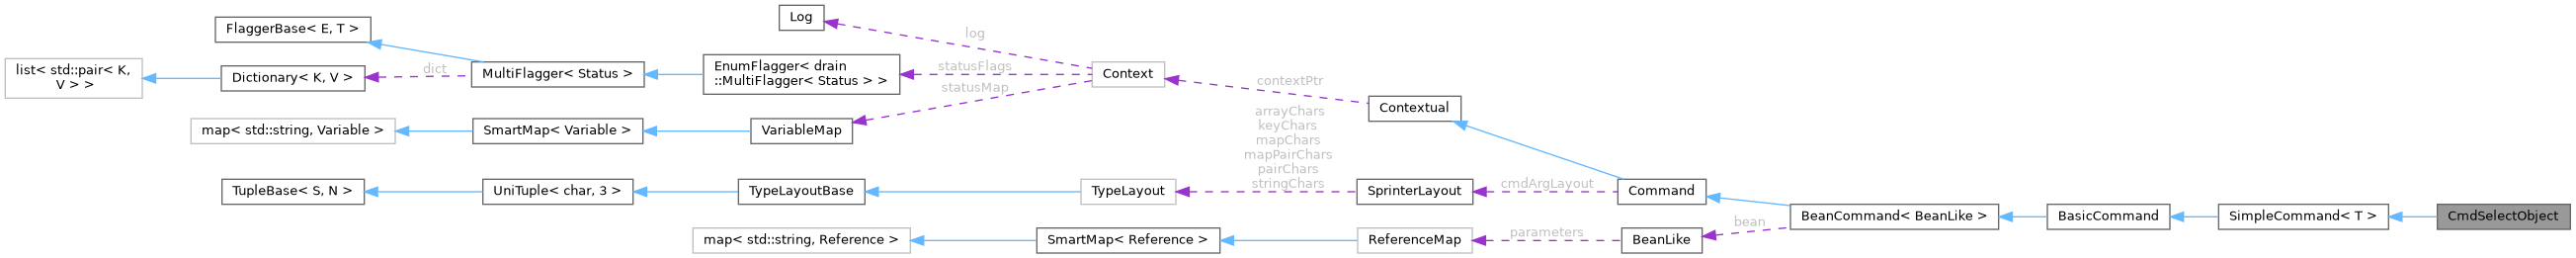 Log
FlaggerBase< E, T >
log
list< std::pair< K,
V > >
Dictionary< K, V >
dict
MultiFlagger< Status >
EnumFlagger< drain
::MultiFlagger< Status > >
statusFlags
statusMap
Context
contextPtr
Contextual
map< std::string, Variable >
SmartMap< Variable >
VariableMap
arrayChars
keyChars
mapChars
mapPairChars
pairChars
stringChars
TupleBase< S, N >
UniTuple< char, 3 >
TypeLayoutBase
TypeLayout
SprinterLayout
cmdArgLayout
Command
map< std::string, Reference >
SmartMap< Reference >
ReferenceMap
parameters
BeanLike
bean
BeanCommand< BeanLike >
BasicCommand
SimpleCommand< T >
CmdSelectObject